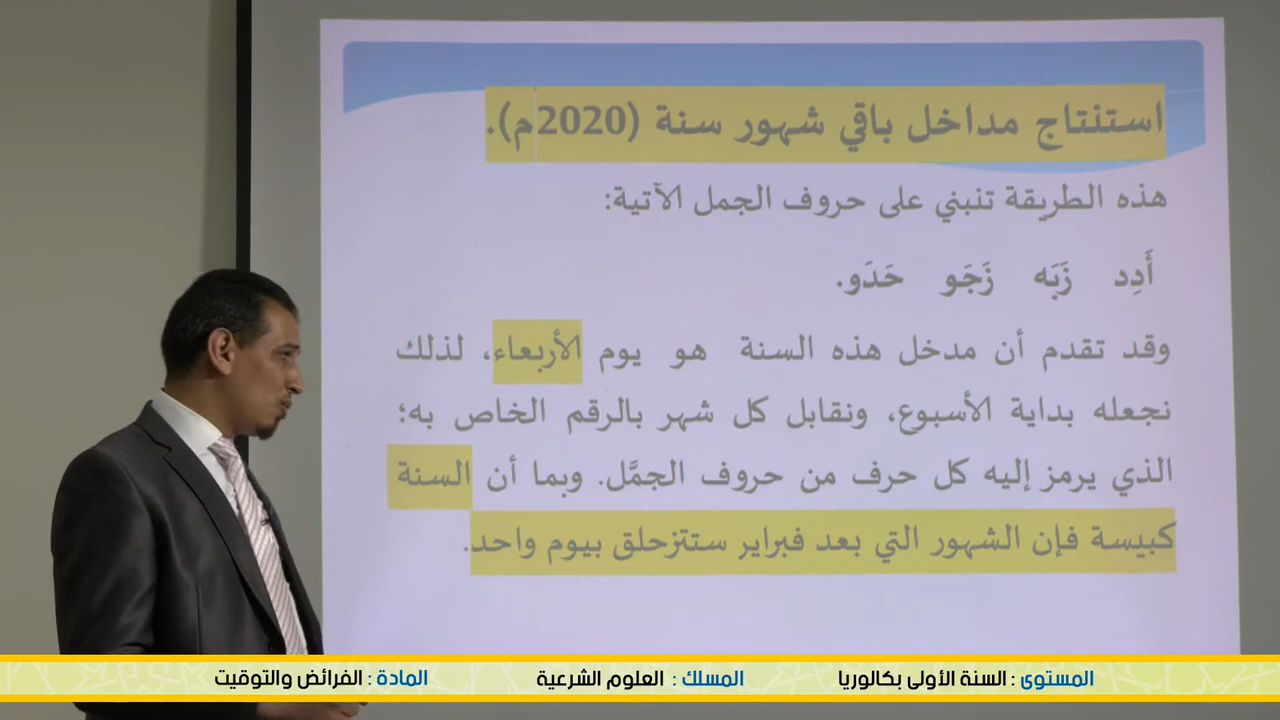 استنتاج مداخل باقي شهور سنة (2020م).
هذه الطريقة تنبني على حروف الجمل الآتية:
أَدِد زَبَه زَجَو حَدَو.
وقد تقدم أن مدخل هذه السنة هو يوم الأربعاء، لذلك
نجعله بداية الأسبوع، ونقابل كل شهر بالرقم الخاص به؛
الذي يرمز إليه كل حرف من حروف الجمَّل. وبما أن السنة
كبيسة فإن الشهور التي بعد فبراير ستتزحلق بيوم واحد.
المستوى : السنة الأولى بكالوريا المسلك : العلوم الشرعية المادة : الفرائض والتوقيت